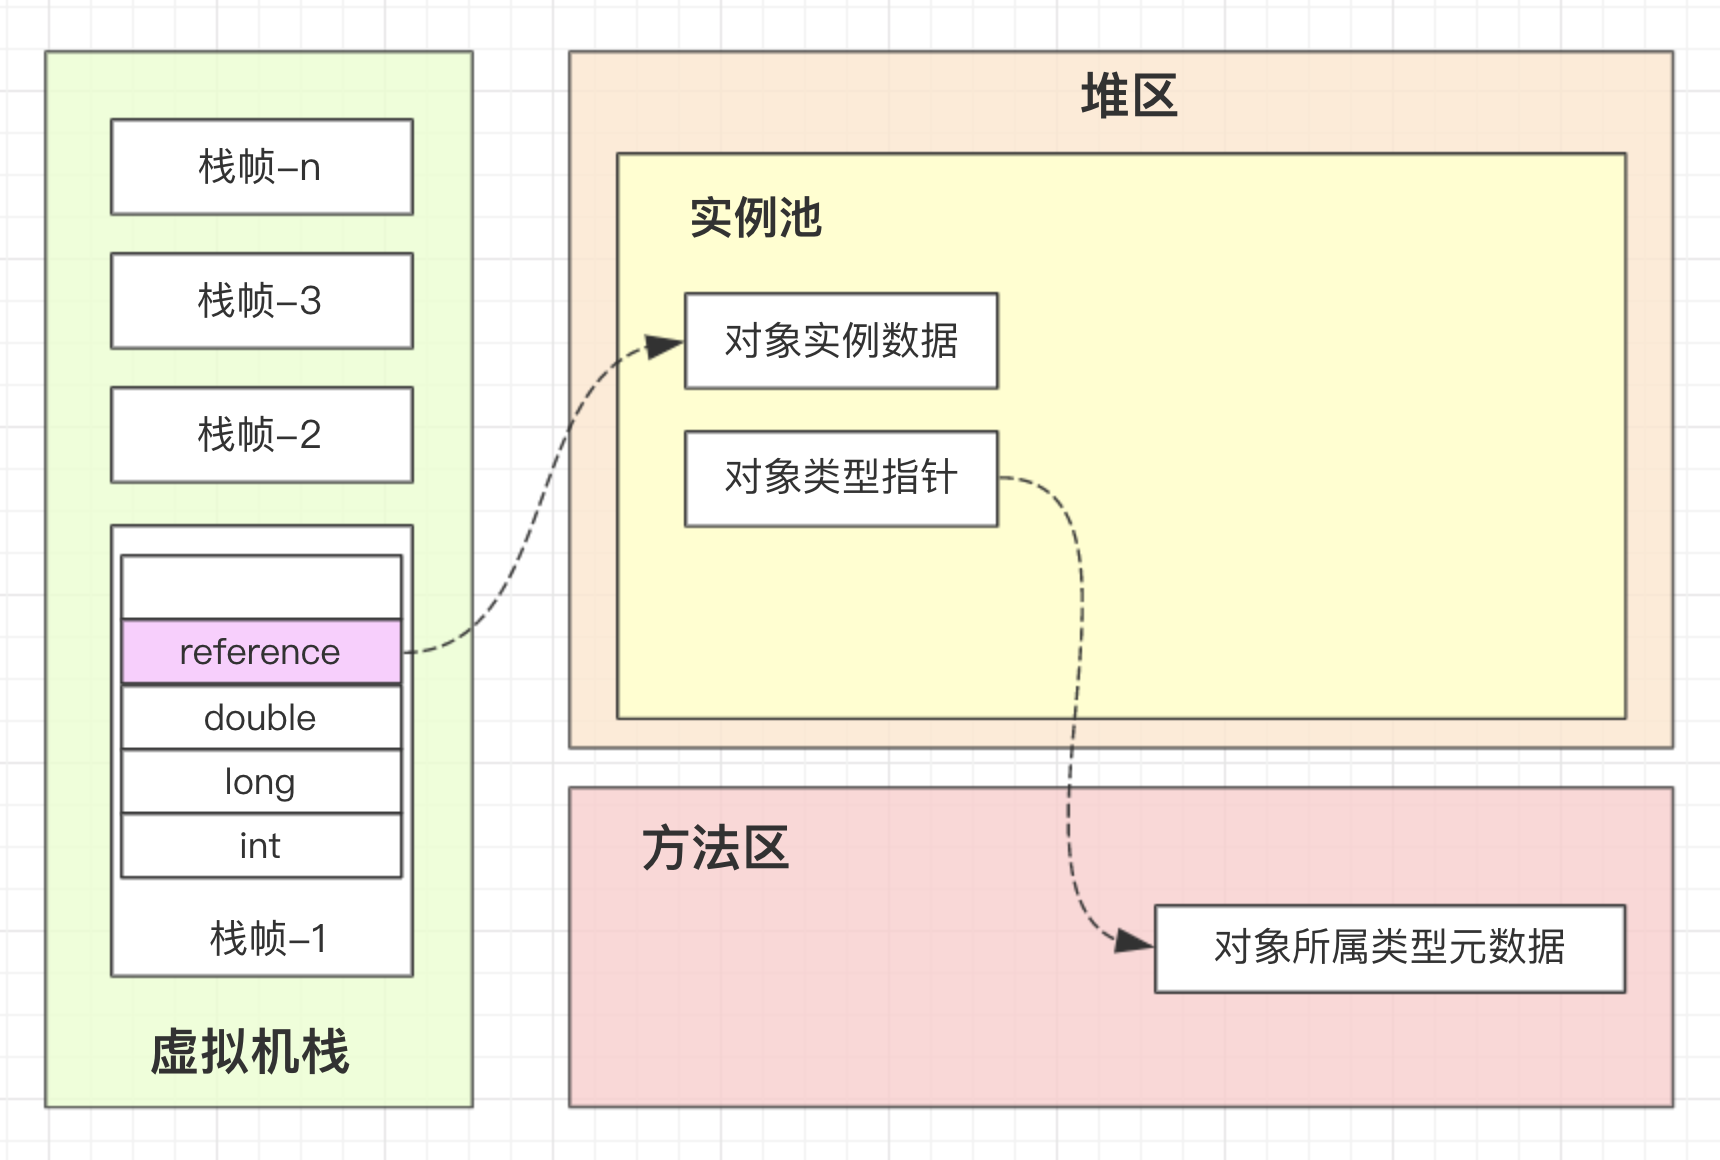 栈帧-n
栈帧-3
栈帧-2
reference
double
long
int
栈帧-1
虚拟机栈
堆区
实例池
对象实例数据
对象类型指针
方法区
对象所属类型元数据